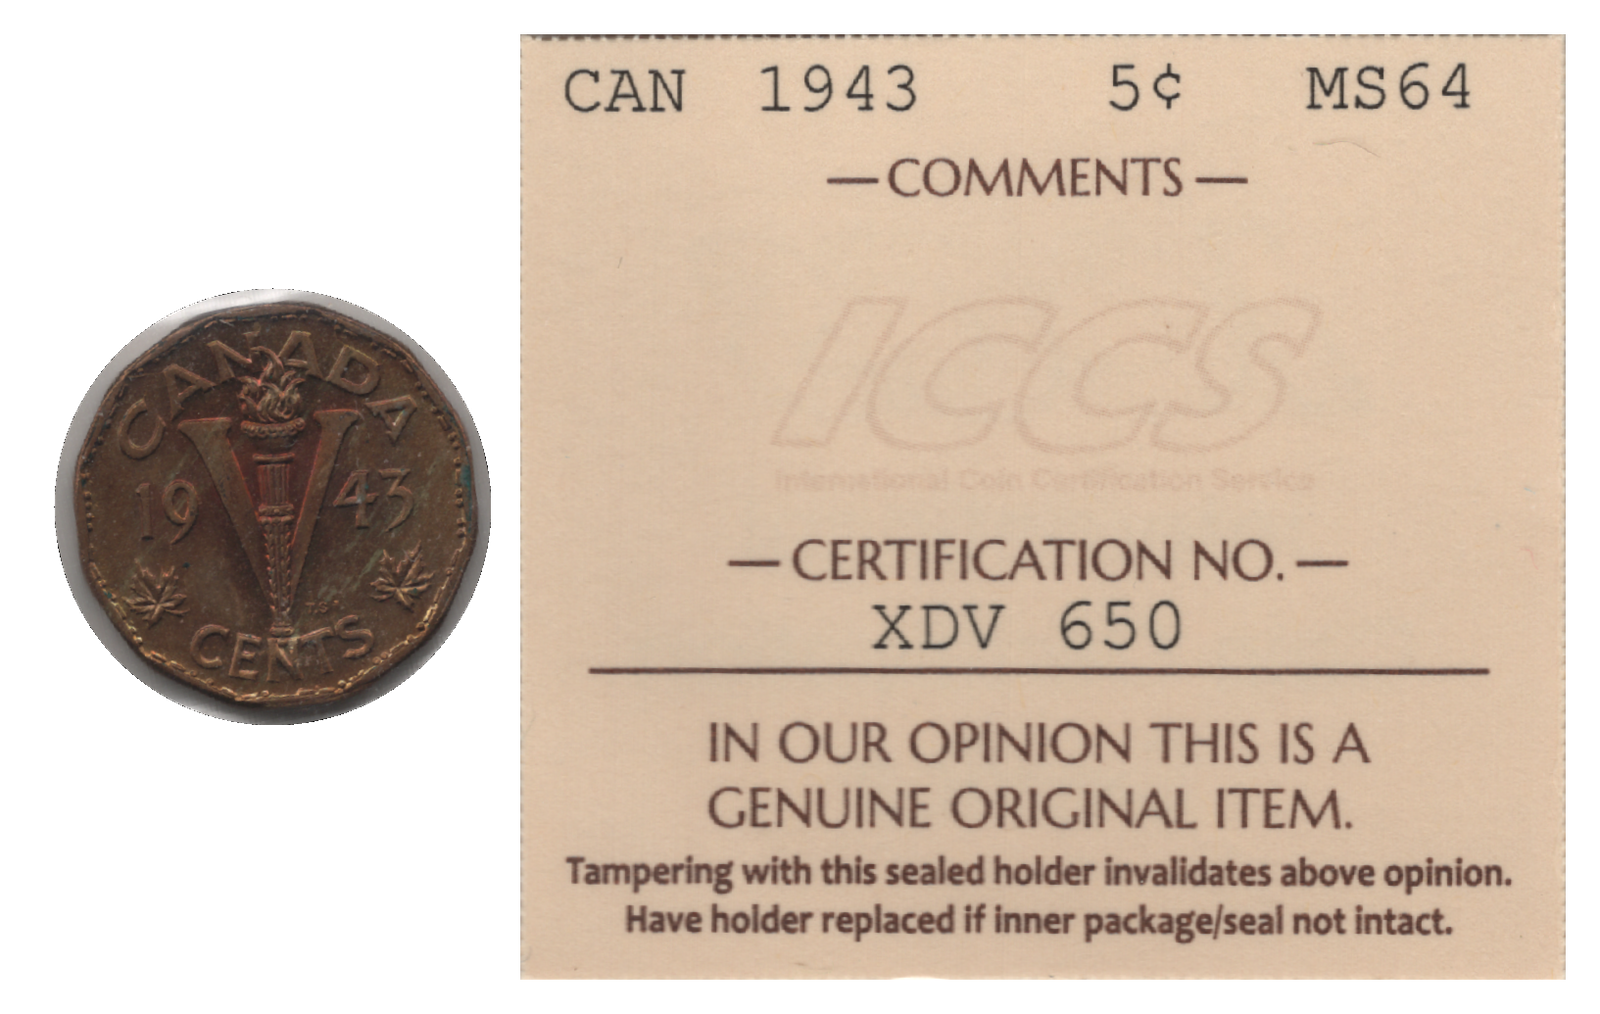 CANADA
19 43
T.S.
CENTS
CAN 1943 5¢ MS64
—COMMENTS—
ICCS
International Coin Certification Service
—CERTIFICATION NO.—
XDV 650
IN OUR OPINION THIS IS A
GENUINE ORIGINAL ITEM.
Tampering with this sealed holder invalidates above opinion.
Have holder replaced if inner package/seal not intact.